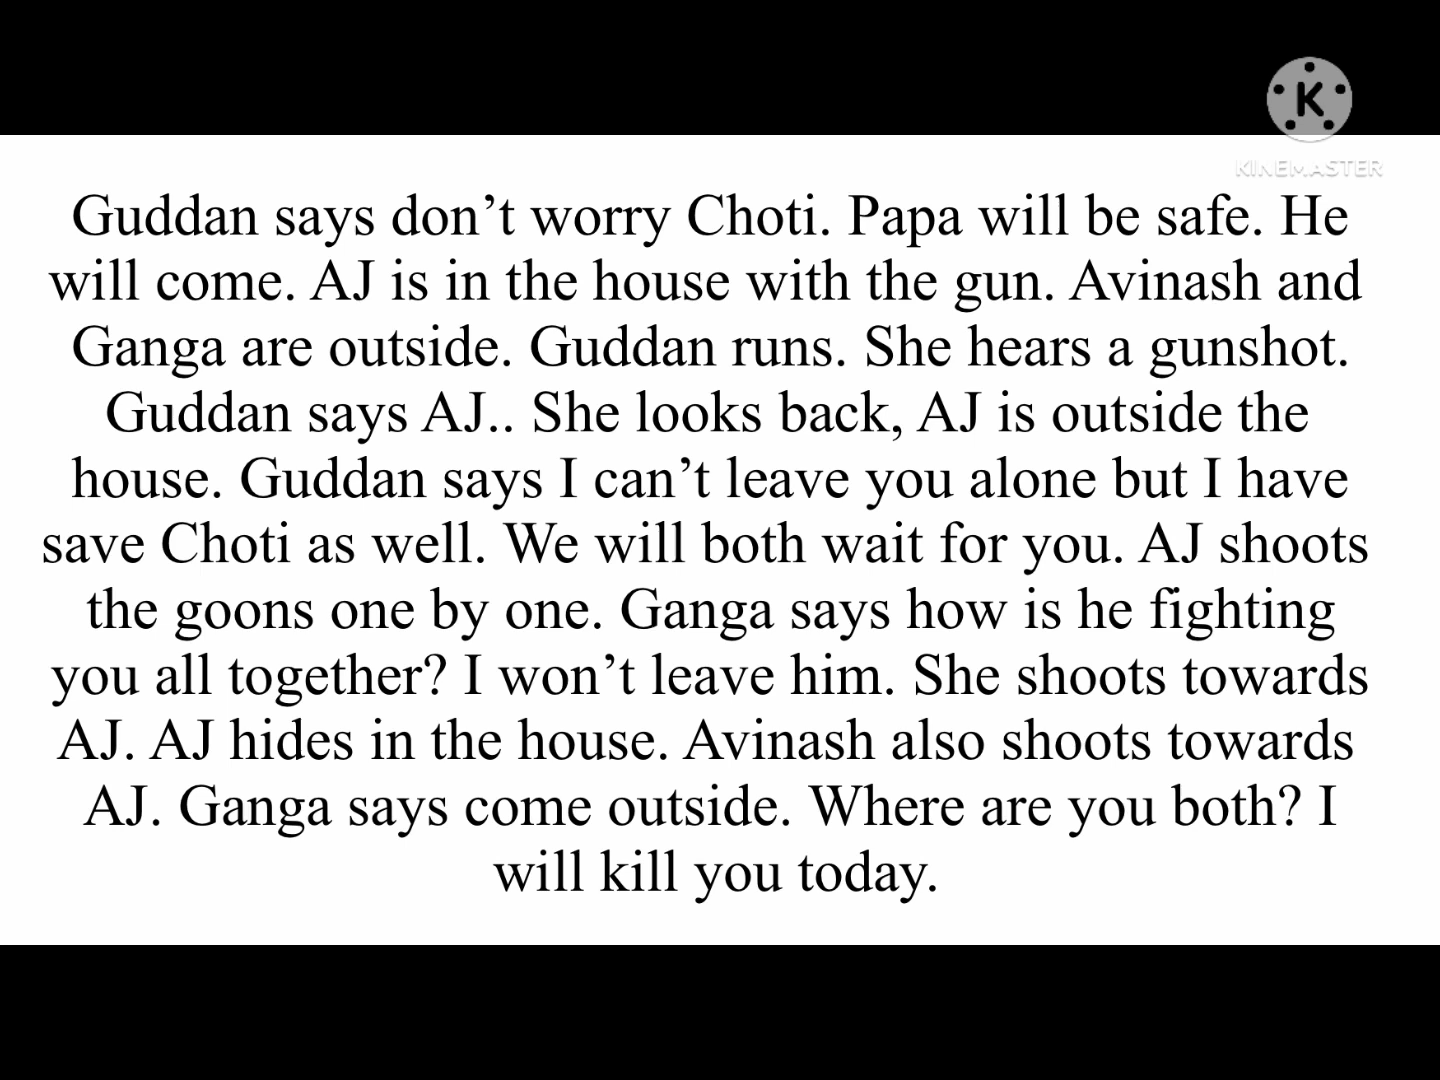 K
KINEMASTER
Guddan says don’t worry Choti. Papa will be safe. He
will come. AJ is in the house with the gun. Avinash and
Ganga are outside. Guddan runs. She hears a gunshot.
Guddan says AJ.. She looks back, AJ is outside the
house. Guddan says I can’t leave you alone but I have
save Choti as well. We will both wait for you. AJ shoots
the goons one by one. Ganga says how is he fighting
you all together? I won’t leave him. She shoots towards
AJ. AJ hides in the house. Avinash also shoots towards
AJ. Ganga says come outside. Where are you both? I
will kill you today.